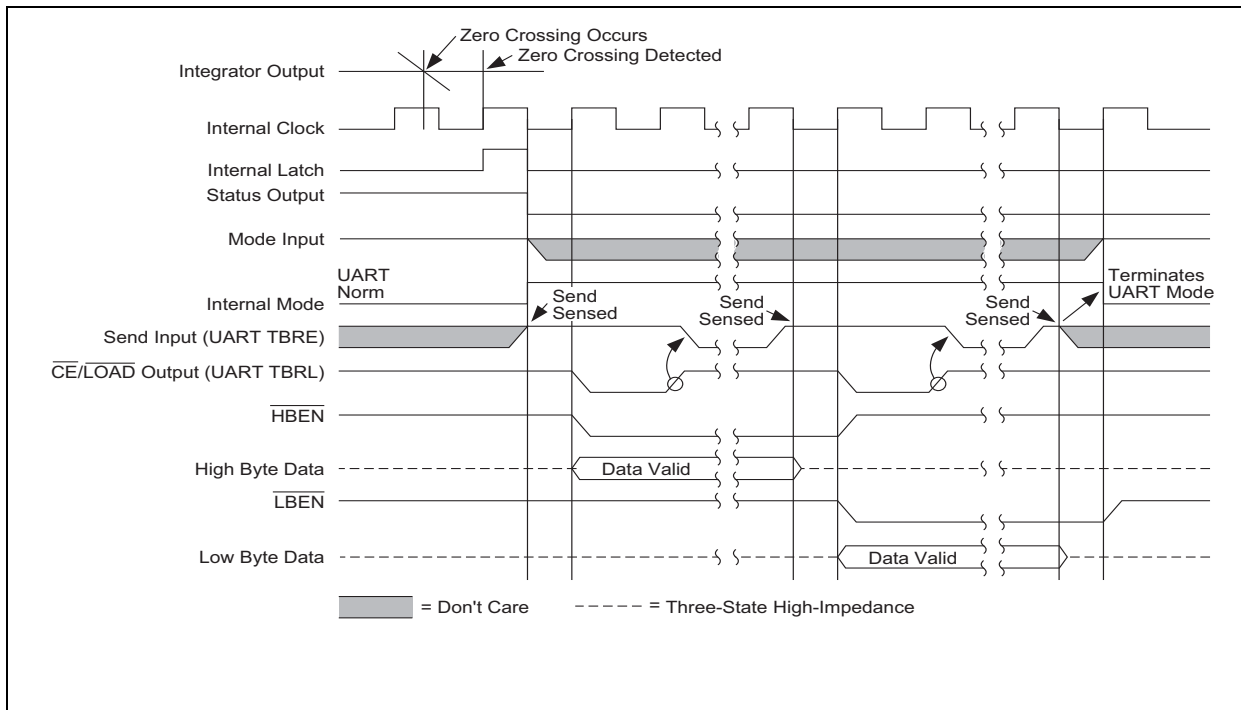 Zero Crossing Occurs
Zero Crossing Detected
Integrator Output
Internal Clock
Internal Latch
Status Output
Mode Input
UART
Norm
Internal Mode
Send
Sensed
Send
Sensed
Send
Sensed
Terminates
UART Mode
Send Input (UART TBRE)
CE/LOAD Output (UART TBRL)
HBEN
High Byte Data
Data Valid
LBEN
Low Byte Data
Data Valid
= Don't Care
= Three-State High-Impedance